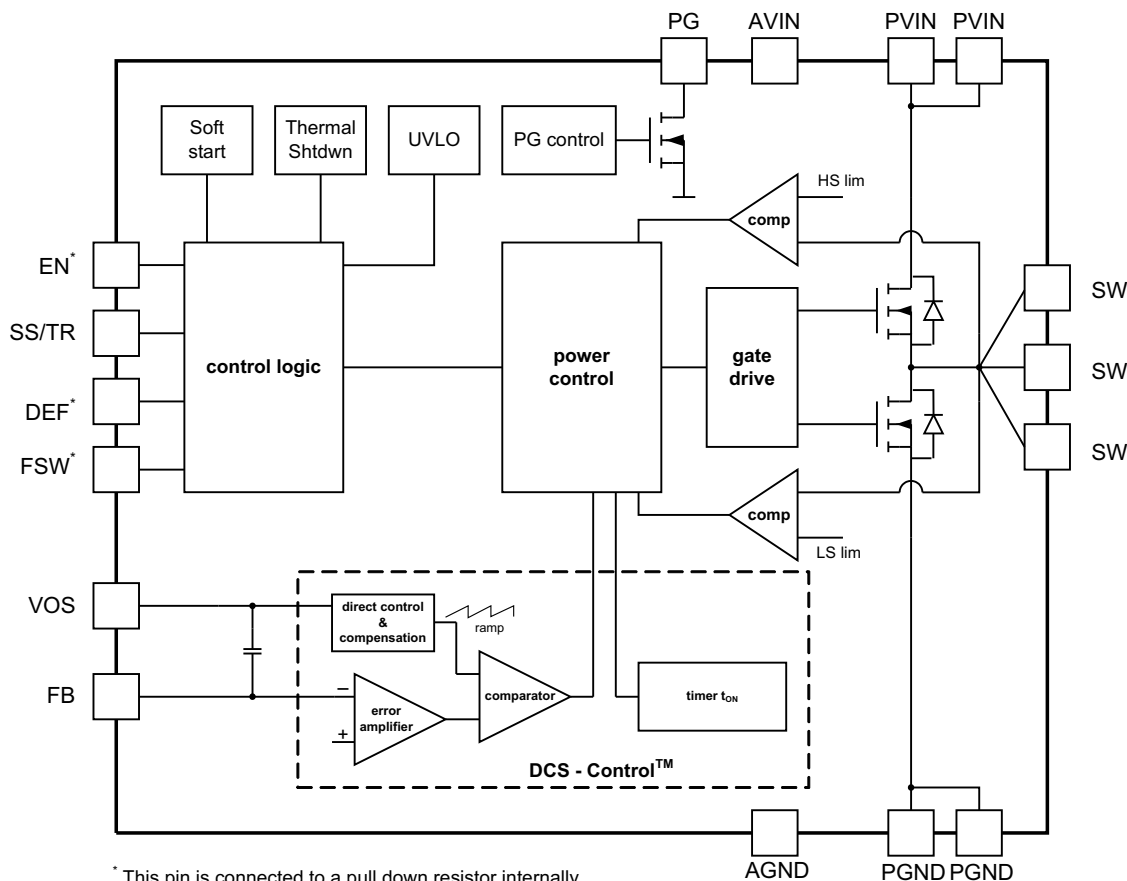 PG AVIN PVIN PVIN
Soft
start
Thermal
Shtdwn
UVLO
PG control
HS lim
comp
EN*
SS/TR
DEF*
FSW*
control logic
power
control
gate
drive
SW
SW
SW
comp
LS lim
VOS
FB
direct control
&
compensation
ramp
−
+
error
amplifier
comparator
timer tON
DCS - Control™
AGND PGND PGND
* This pin is connected to a pull down resistor internally